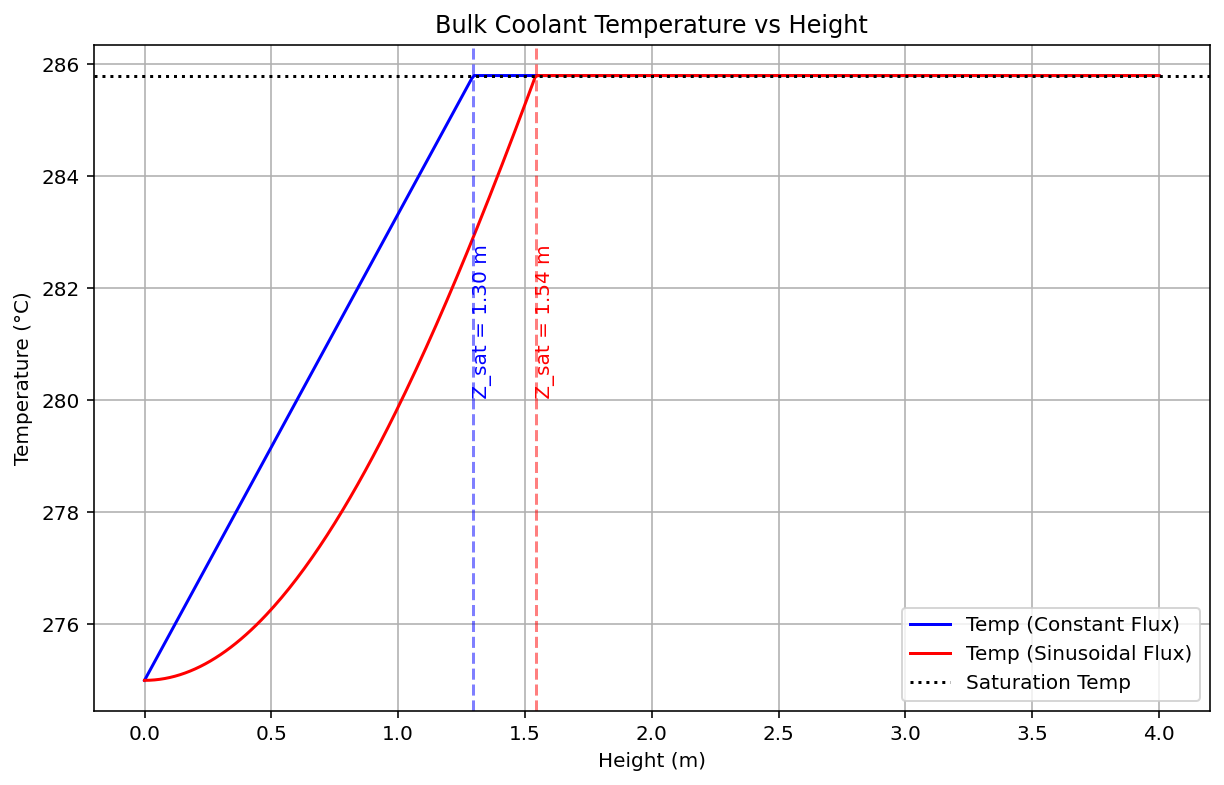 Bulk Coolant Temperature vs Height
Temperature (°C)
286
284
282
280
278
276
Z_sat = 1.30 m
Z_sat = 1.54 m
Temp (Constant Flux)
Temp (Sinusoidal Flux)
Saturation Temp
0.0 0.5 1.0 1.5 2.0 2.5 3.0 3.5 4.0
Height (m)